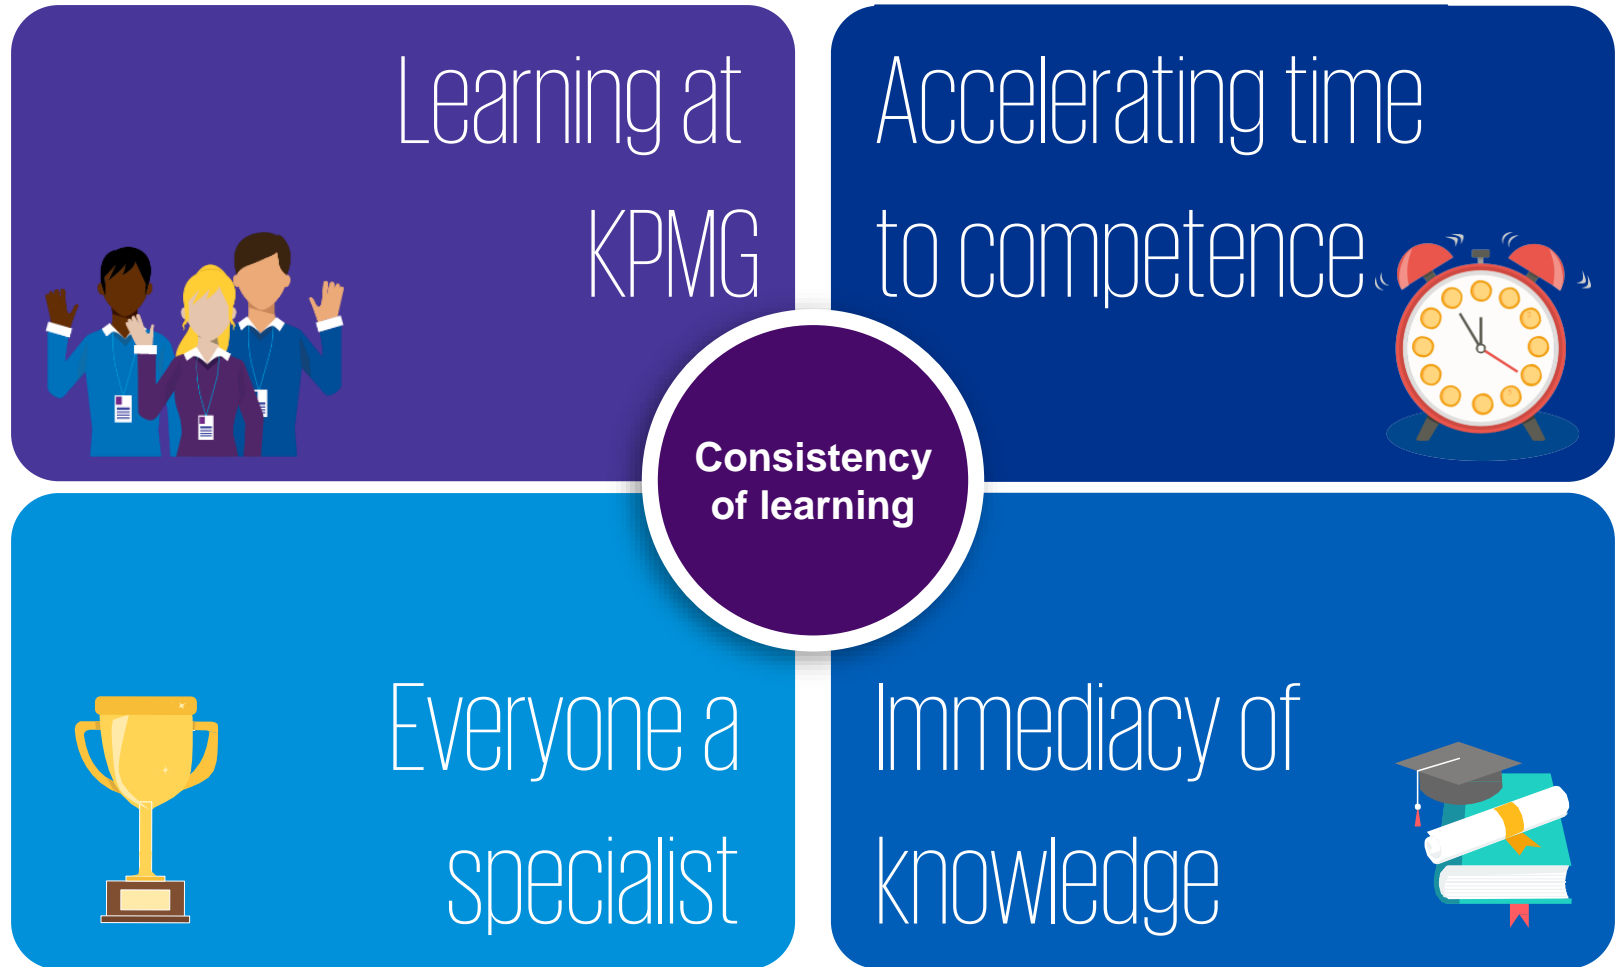 Learning at
KPMG
Accelerating time
to competence
Consistency
of learning
Everyone a
specialist
Immediacy of
knowledge